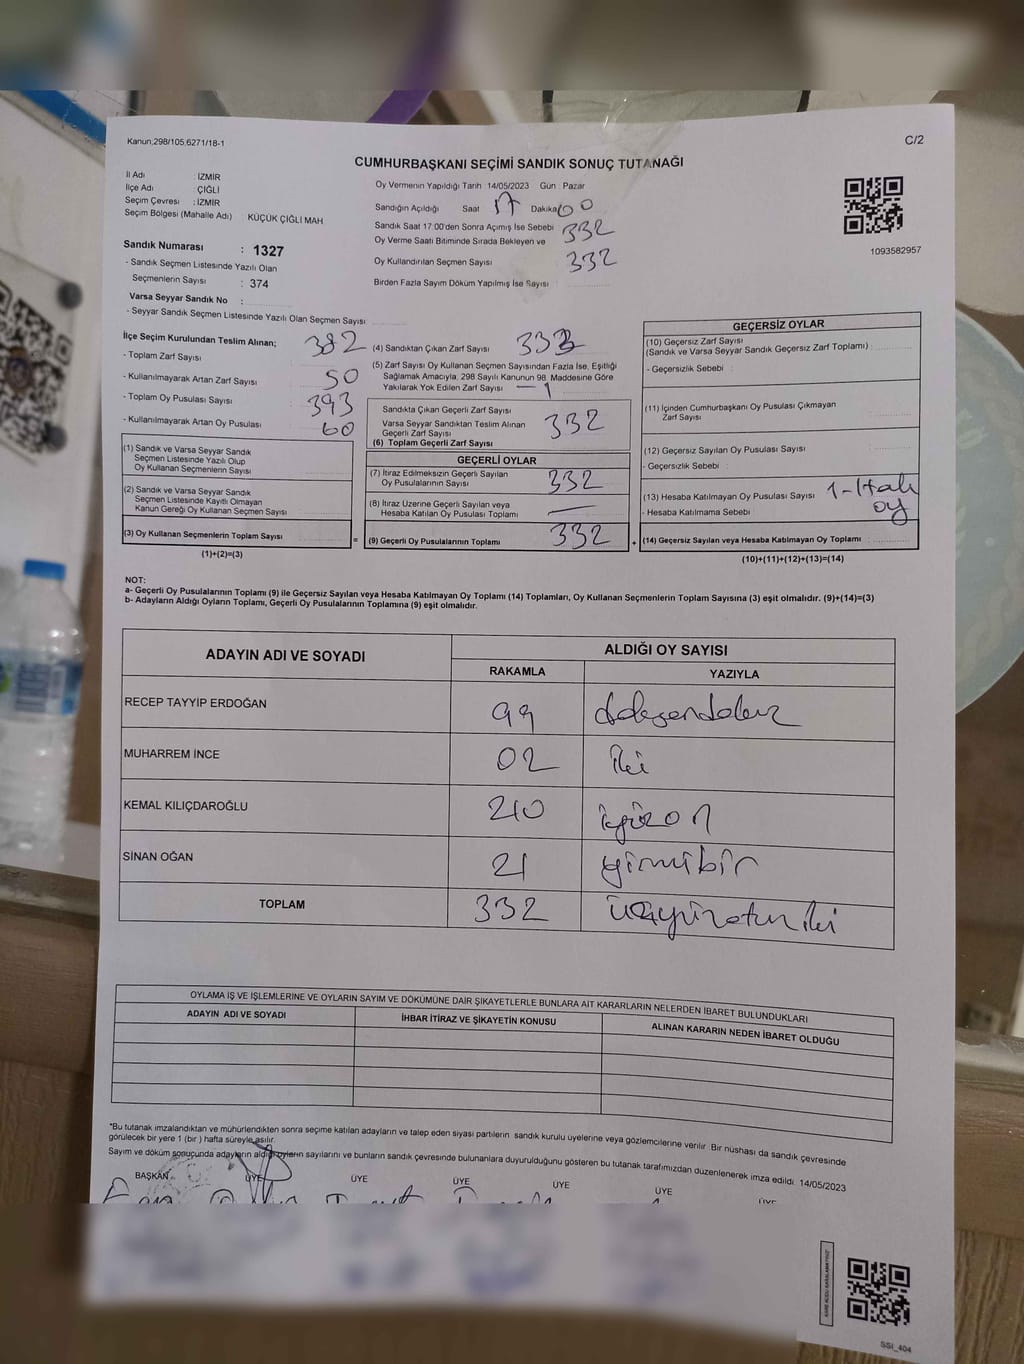 Kanun;298/105,6271/18-1
C/2
CUMHURBAŞKANI SEÇİMİ SANDIK SONUÇ TUTANAĞI
İl Adı : İZMİR
İlçe Adı : ÇİĞLİ
Seçim Çevresi : İZMİR
Seçim Bölgesi (Mahalle Adı) : KÜÇÜK ÇİĞLİ MAH
Sandık Numarası : 1327
- Sandık Seçmen Listesinde Yazılı Olan
Seçmenlerin Sayısı : 374
Varsa Seyyar Sandık No :
- Seyyar Sandık Seçmen Listesinde Yazılı Olan Seçmen Sayısı
Oy Vermenin Yapıldığı Tarih : 14/05/2023 Gün : Pazar
Sandığın Açıldığı Saat 17 Dakika 00
Sandık Saat 17:00'den Sonra Açımış İse Sebebi 332
Oy Verme Saati Bitiminde Sırada Bekleyen ve
Oy Kullandırılan Seçmen Sayısı 332
Birden Fazla Sayım Döküm Yapılmış İse Sayısı :
1093582957
İlçe Seçim Kurulundan Teslim Alınan;
- Toplam Zarf Sayısı 382
- Kullanılmayarak Artan Zarf Sayısı 50
- Toplam Oy Pusulası Sayısı 393
- Kullanılmayarak Artan Oy Pusulası 60
(1) Sandık ve Varsa Seyyar Sandık
Seçmen Listesinde Yazılı Olup
Oy Kullanan Seçmenlerin Sayısı
(2) Sandık ve Varsa Seyyar Sandık
Seçmen Listesinde Kayıtlı Olmayan
Kanun Gereği Oy Kullanan Seçmen Sayısı
(3) Oy Kullanan Seçmenlerin Toplam Sayısı
(1)+(2)=(3)
=
(4) Sandıktan Çıkan Zarf Sayısı 333
(5) Zarf Sayısı Oy Kullanan Seçmen Sayısından Fazla İse, Eşitliği
Sağlamak Amacıyla, 298 Sayılı Kanunun 98. Maddesine Göre
Yakılarak Yok Edilen Zarf Sayısı — 1
Sandıkta Çıkan Geçerli Zarf Sayısı
Varsa Seyyar Sandıktan Teslim Alınan
Geçerli Zarf Sayısı
(6) Toplam Geçerli Zarf Sayısı 332
GEÇERLİ OYLAR
(7) İtiraz Edilmeksizin Geçerli Sayılan
Oy Pusulalarının Sayısı 332
(8) İtiraz Üzerine Geçerli Sayılan veya
Hesaba Katılan Oy Pusulası Toplamı —
(9) Geçerli Oy Pusulalarının Toplamı 332
+
GEÇERSİZ OYLAR
(10) Geçersiz Zarf Sayısı
(Sandık ve Varsa Seyyar Sandık Geçersiz Zarf Toplamı) :
- Geçersizlik Sebebi :
(11) İçinden Cumhurbaşkanı Oy Pusulası Çıkmayan
Zarf Sayısı
(12) Geçersiz Sayılan Oy Pusulası Sayısı
- Geçersizlik Sebebi :
(13) Hesaba Katılmayan Oy Pusulası Sayısı 1-
- Hesaba Katılmama Sebebi oy
(14) Geçersiz Sayılan veya Hesaba Katılmayan Oy Toplamı :
(10)+(11)+(12)+(13)=(14)
NOT:
a- Geçerli Oy Pusulalarının Toplamı (9) ile Geçersiz Sayılan veya Hesaba Katılmayan Oy Toplamı (14) Toplamları, Oy Kullanan Seçmenlerin Toplam Sayısına (3) eşit olmalıdır. (9)+(14)=(3)
b- Adayların Aldığı Oyların Toplamı, Geçerli Oy Pusulalarının Toplamına (9) eşit olmalıdır.
ADAYIN ADI VE SOYADI
ALDIĞI OY SAYISI
RAKAMLA YAZIYLA
RECEP TAYYİP ERDOĞAN 99
MUHARREM İNCE 02 iki
KEMAL KILIÇDAROĞLU 210 ikiyüzon
SİNAN OĞAN 21 yirmibir
TOPLAM 332 üçyüzotuziki
OYLAMA İŞ VE İŞLEMLERİNE VE OYLARIN SAYIM VE DÖKÜMÜNE DAİR ŞİKAYETLERLE BUNLARA AİT KARARLARIN NELERDEN İBARET BULUNDUKLARI
ADAYIN ADI VE SOYADI
İHBAR İTİRAZ VE ŞİKAYETİN KONUSU
ALINAN KARARIN NEDEN İBARET OLDUĞU
*Bu tutanak imzalandıktan ve mühürlendikten sonra seçime katılan adayların ve talep eden siyasi partilerin sandık kurulu üyelerine veya gözlemcilerine verilir. Bir nüshası da sandık çevresinde
görülecek bir yere 1 (bir ) hafta süreyle asılır.
Sayım ve döküm sonucunda adayların aldığı oyların sayılarını ve bunların sandık çevresinde bulunanlara duyurulduğunu gösteren bu tutanak tarafımızdan düzenlenerek imza edildi. 14/05/2023
BAŞKAN ÜYE ÜYE ÜYE ÜYE ÜYE ÜYE
SSI_404